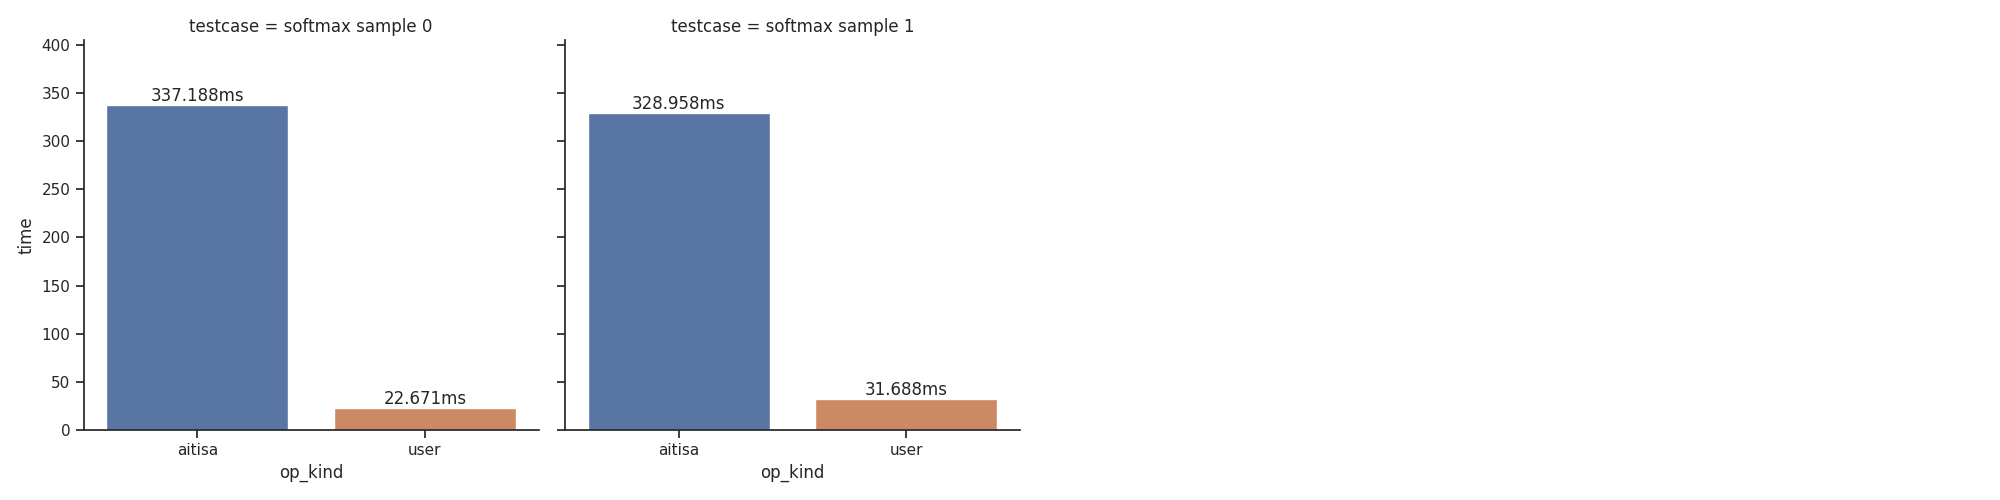 testcase = softmax sample 0
testcase = softmax sample 1
400
350
300
250
200
150
100
50
0
time
337.188ms
22.671ms
328.958ms
31.688ms
aitisa
user
aitisa
user
op_kind
op_kind